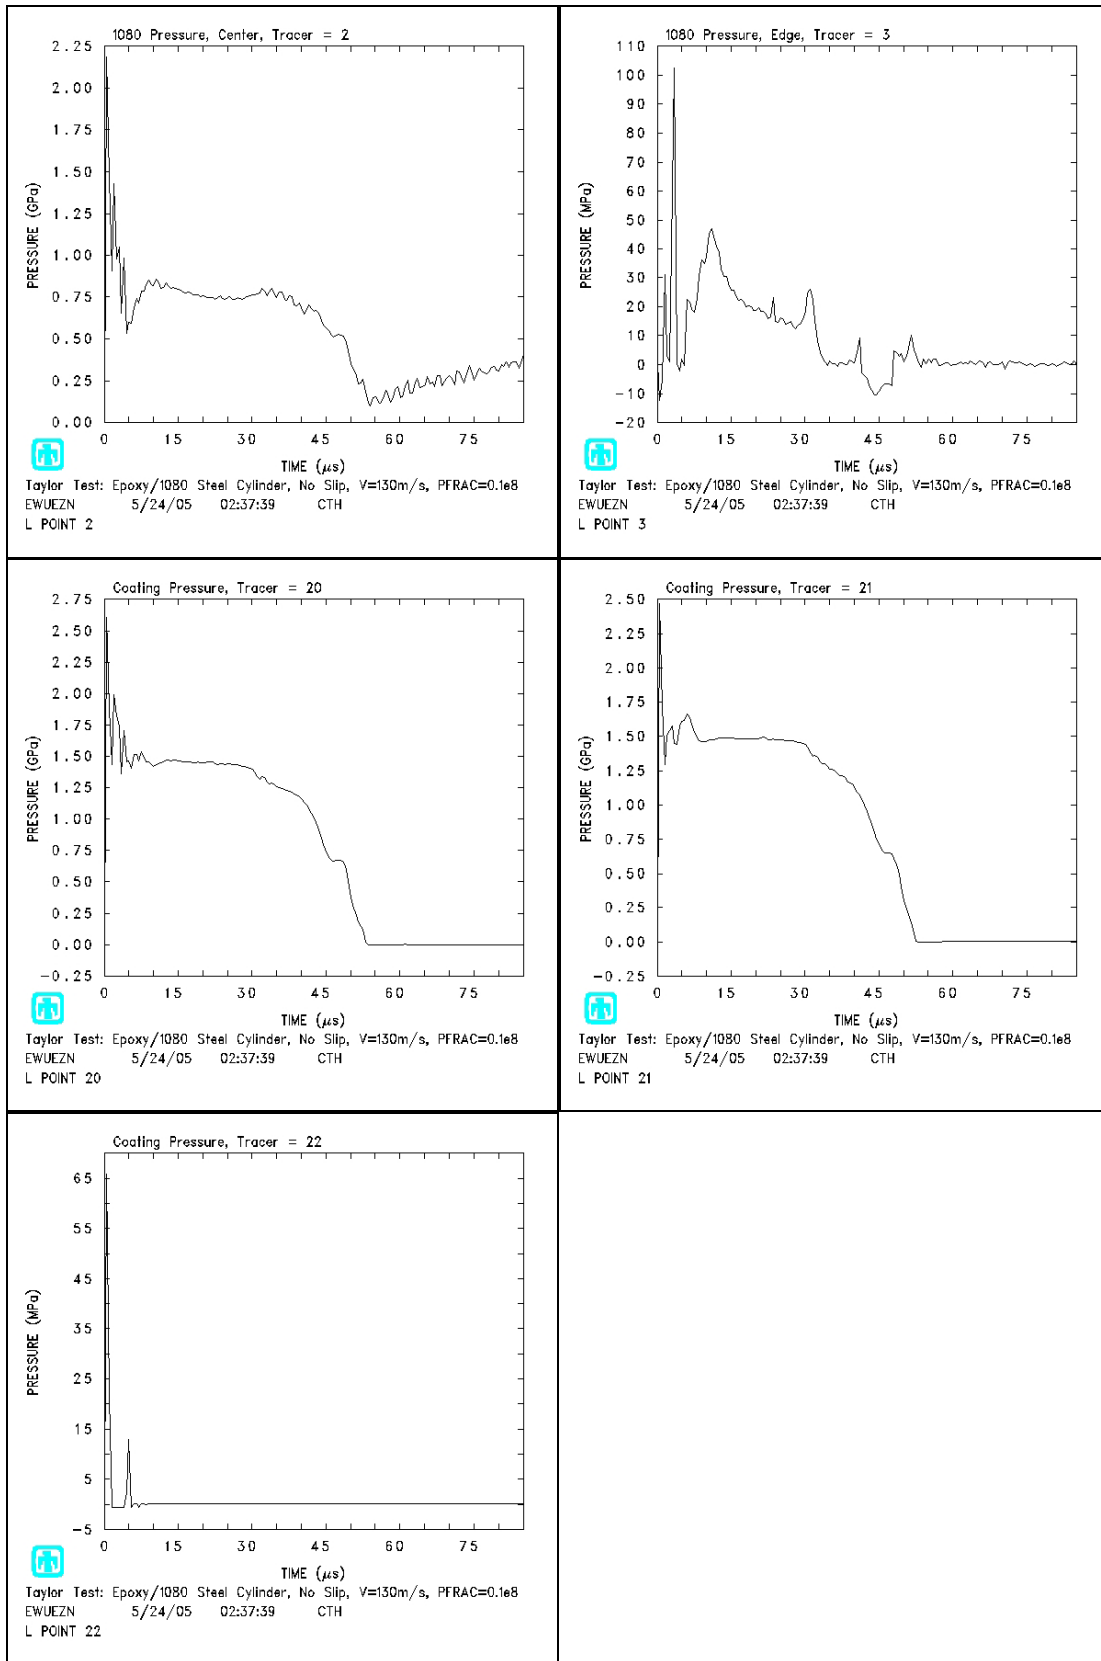 1080 Pressure, Center, Tracer = 2
2.25
2.00
1.75
1.50
1.25
1.00
0.75
0.50
0.25
0.00
PRESSURE (GPa)
0 15 30 45 60 75
TIME (μs)
Taylor Test: Epoxy/1080 Steel Cylinder, No Slip, V=130m/s, PFRAC=0.1e8
EWUEZN 5/24/05 02:37:39 CTH
L POINT 2
1080 Pressure, Edge, Tracer = 3
110
100
90
80
70
60
50
40
30
20
10
0
-10
-20
PRESSURE (MPa)
0 15 30 45 60 75
TIME (μs)
Taylor Test: Epoxy/1080 Steel Cylinder, No Slip, V=130m/s, PFRAC=0.1e8
EWUEZN 5/24/05 02:37:39 CTH
L POINT 3
Coating Pressure, Tracer = 20
2.75
2.50
2.25
2.00
1.75
1.50
1.25
1.00
0.75
0.50
0.25
0.00
-0.25
PRESSURE (GPa)
0 15 30 45 60 75
TIME (μs)
Taylor Test: Epoxy/1080 Steel Cylinder, No Slip, V=130m/s, PFRAC=0.1e8
EWUEZN 5/24/05 02:37:39 CTH
L POINT 20
Coating Pressure, Tracer = 21
2.50
2.25
2.00
1.75
1.50
1.25
1.00
0.75
0.50
0.25
0.00
-0.25
PRESSURE (GPa)
0 15 30 45 60 75
TIME (μs)
Taylor Test: Epoxy/1080 Steel Cylinder, No Slip, V=130m/s, PFRAC=0.1e8
EWUEZN 5/24/05 02:37:39 CTH
L POINT 21
Coating Pressure, Tracer = 22
65
55
45
35
25
15
5
-5
PRESSURE (MPa)
0 15 30 45 60 75
TIME (μs)
Taylor Test: Epoxy/1080 Steel Cylinder, No Slip, V=130m/s, PFRAC=0.1e8
EWUEZN 5/24/05 02:37:39 CTH
L POINT 22